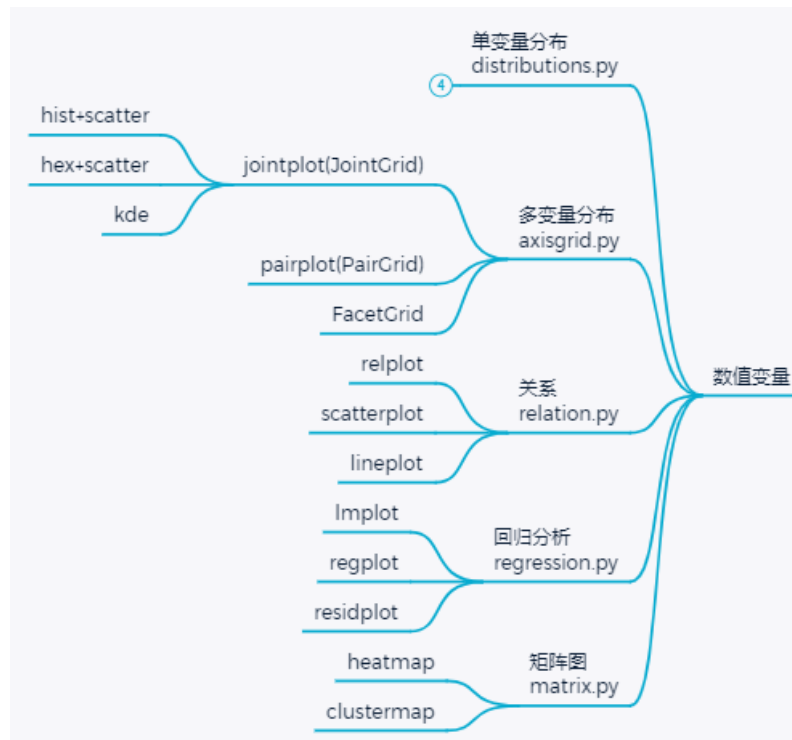 单变量分布
distributions.py
4
hist+scatter
hex+scatter
kde
jointplot(JointGrid)
多变量分布
axisgrid.py
pairplot(PairGrid)
FacetGrid
relplot
scatterplot
lineplot
关系
relation.py
数值变量
lmplot
regplot
residplot
回归分析
regression.py
heatmap
clustermap
矩阵图
matrix.py